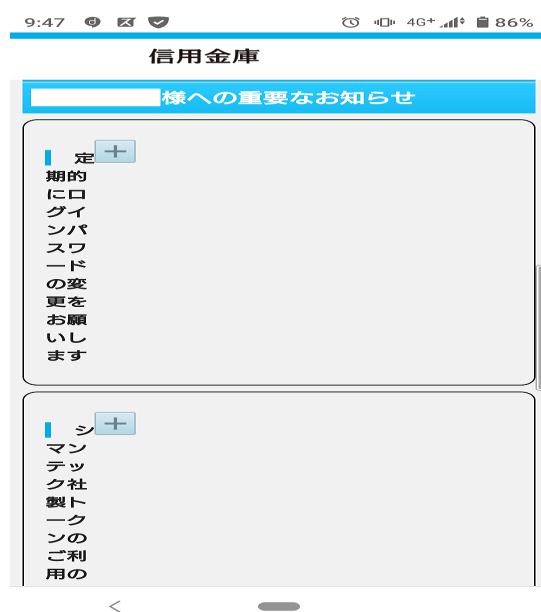 9:47
4G+
86%
信用金庫
様への重要なお知らせ
定
期的
にロ
グイ
ンパ
スワ
ード
の変
更を
お願
いし
ます
シ
マン
テッ
ク社
製ト
ーク
ンの
ご利
用の